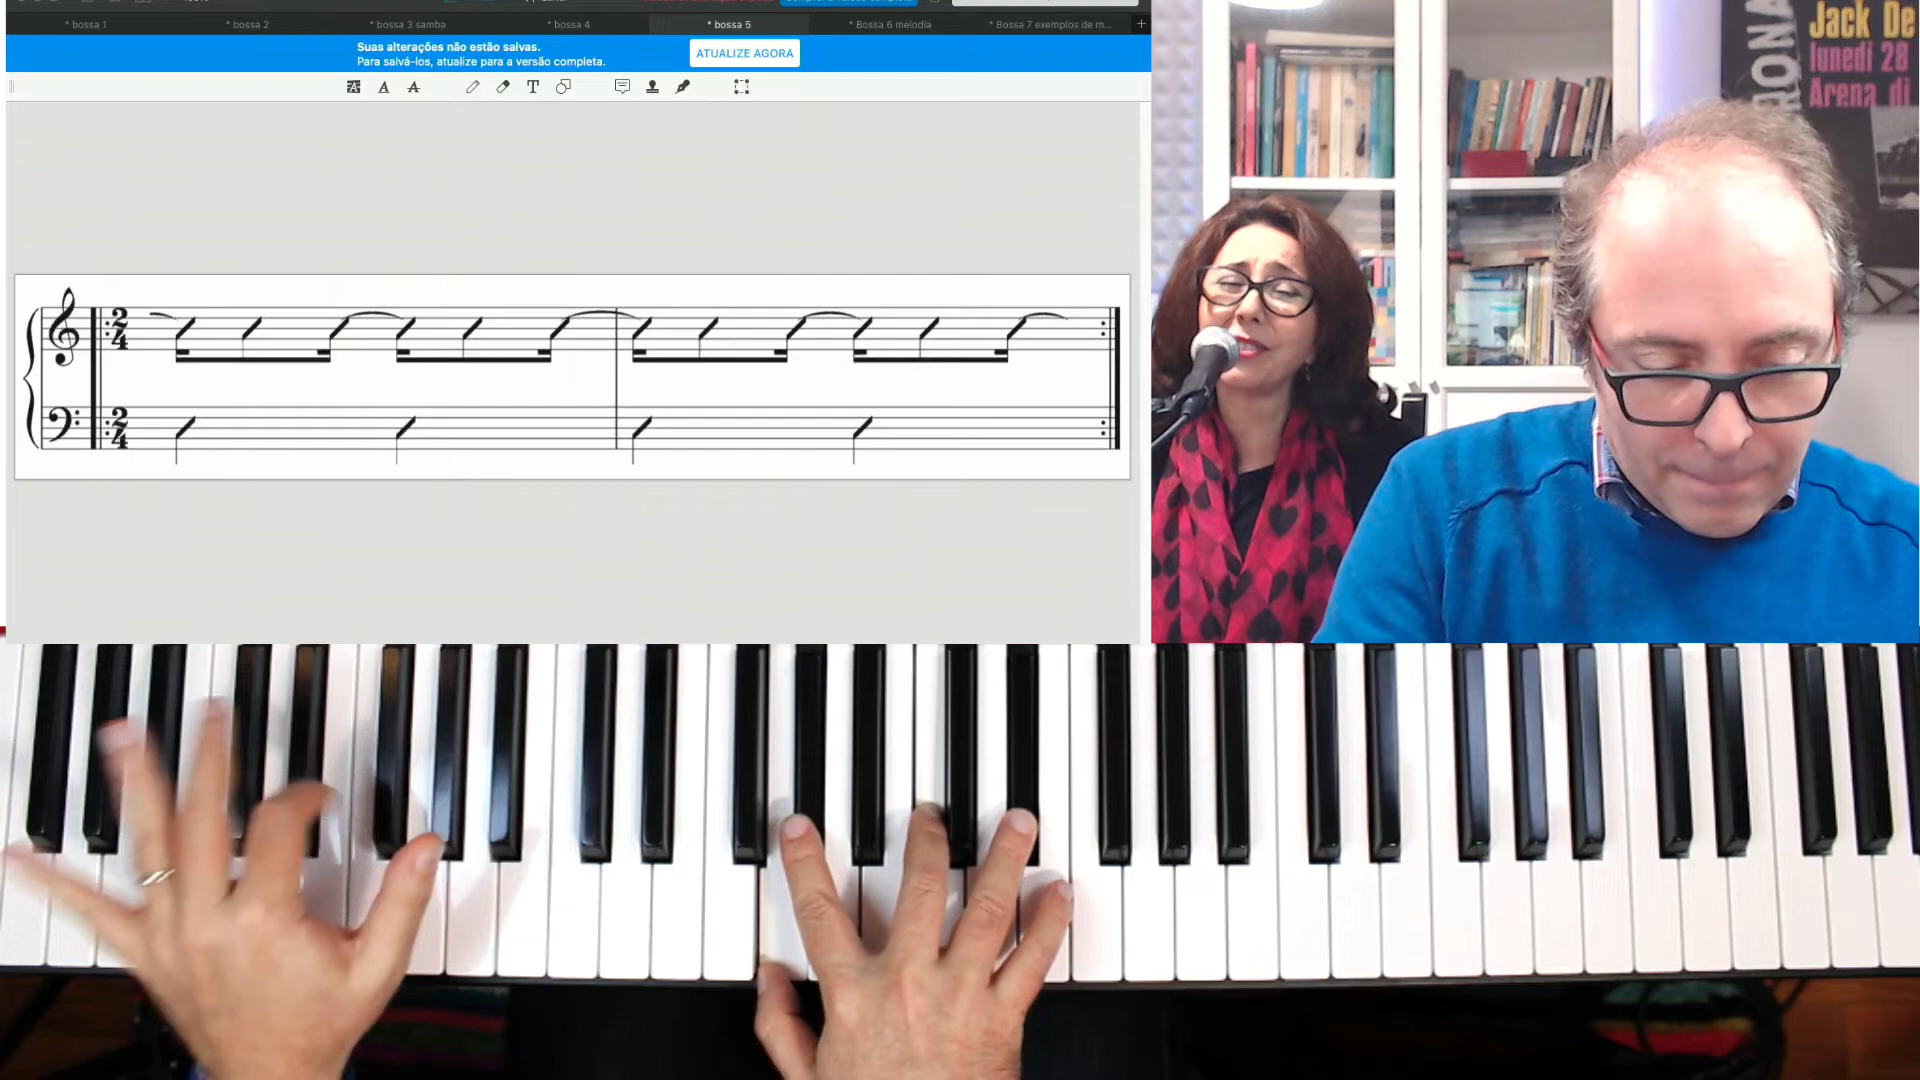 * bossa 1
* bossa 2
* bossa 3 samba
* bossa 4
* bossa 5
* Bossa 6 melodia
* Bossa 7 exemplos de m...
Suas alterações não estão salvas.
Para salvá-los, atualize para a versão completa.
ATUALIZE AGORA
A A A T
2
4
2
4
Jack De
lunedì 28
Arena di